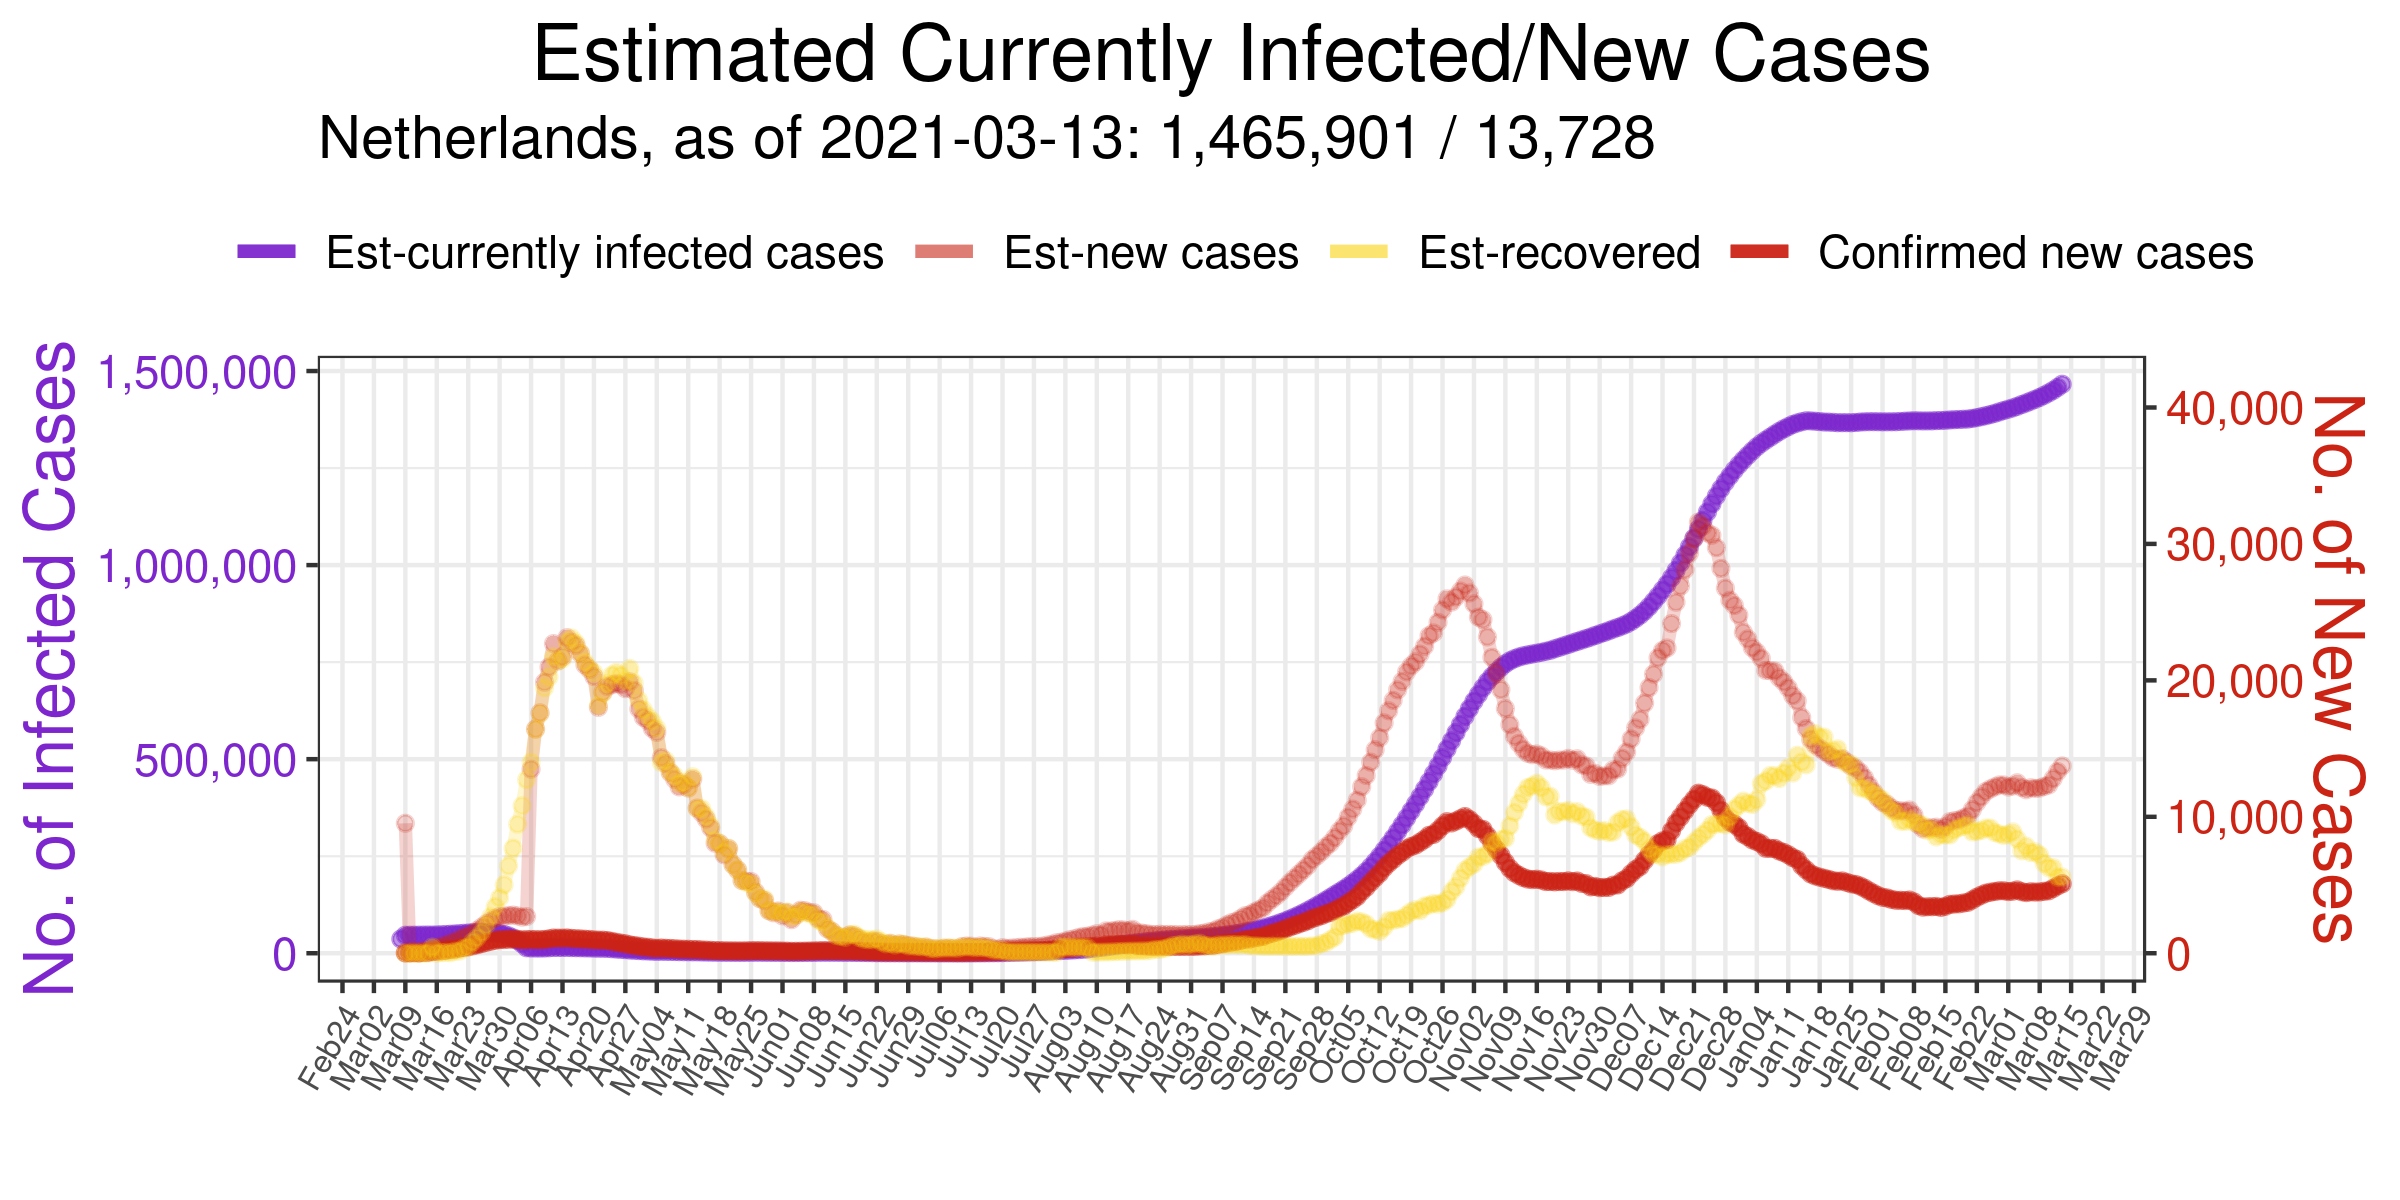 Estimated Currently Infected/New Cases
Netherlands, as of 2021-03-13: 1,465,901 / 13,728
Est-currently infected cases Est-new cases Est-recovered Confirmed new cases
No. of Infected Cases
1,500,000
1,000,000
500,000
0
40,000
30,000
20,000
10,000
0
No. of New Cases
Feb24 Mar02 Mar09 Mar16 Mar23 Mar30 Apr06 Apr13 Apr20 Apr27 May04 May11 May18 May25 Jun01 Jun08 Jun15 Jun22 Jun29 Jul06 Jul13 Jul20 Jul27 Aug03 Aug10 Aug17 Aug24 Aug31 Sep07 Sep14 Sep21 Sep28 Oct05 Oct12 Oct19 Oct26 Nov02 Nov09 Nov16 Nov23 Nov30 Dec07 Dec14 Dec21 Dec28 Jan04 Jan11 Jan18 Jan25 Feb01 Feb08 Feb15 Feb22 Mar01 Mar08 Mar15 Mar22 Mar29